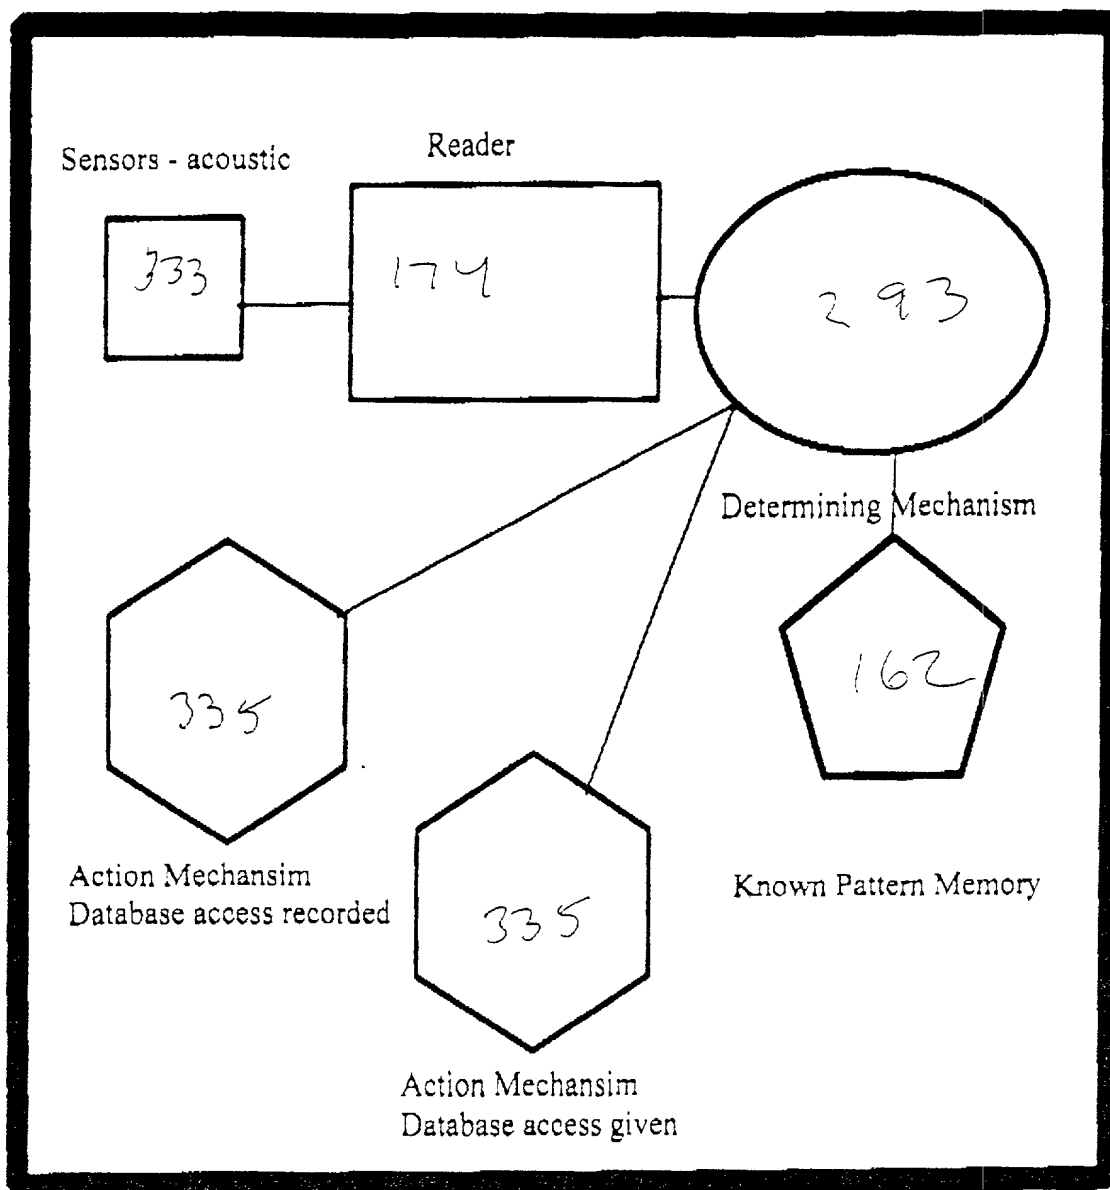 Sensors - acoustic
Reader
333
174
293
Determining Mechanism
335
162
Action Mechansim
Database access recorded
Known Pattern Memory
335
Action Mechansim
Database access given